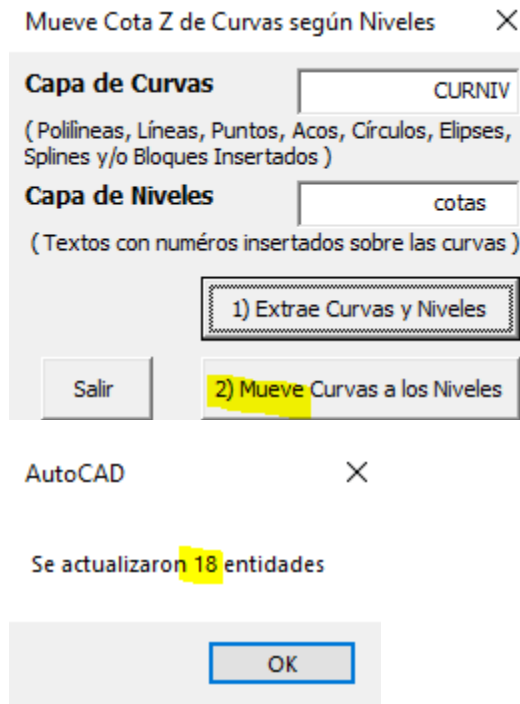 Mueve Cota Z de Curvas según Niveles
Capa de Curvas
CURNIV
( Polilìneas, Líneas, Puntos, Acos, Círculos, Elipses,
Splines y/o Bloques Insertados )
Capa de Niveles
cotas
( Textos con numéros insertados sobre las curvas )
1) Extrae Curvas y Niveles
Salir
2) Mueve Curvas a los Niveles
AutoCAD
Se actualizaron 18 entidades
OK